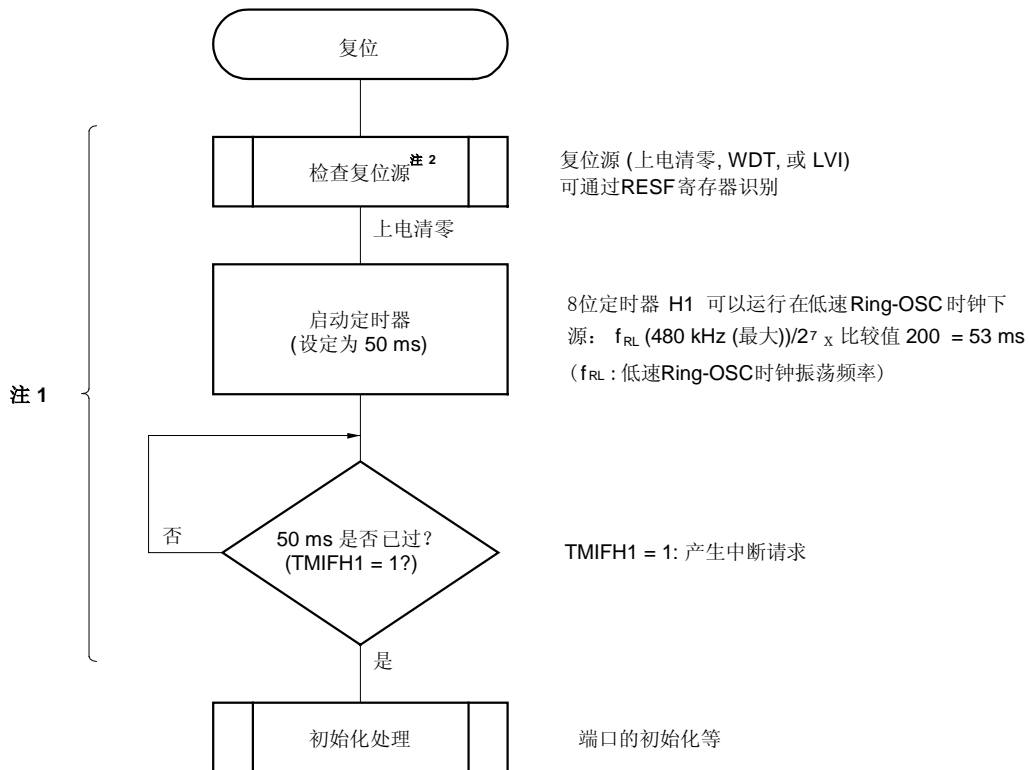 复位
检查复位源注 2
复位源 (上电清零, WDT, 或 LVI)
可通过RESF寄存器识别
上电清零
启动定时器
(设定为 50 ms)
8位定时器 H1 可以运行在低速Ring-OSC时钟下
源： fRL (480 kHz (最大))/2⁷ x 比较值 200 = 53 ms
（fRL : 低速Ring-OSC时钟振荡频率）
注 1
否
50 ms 是否已过？
(TMIFH1 = 1?)
TMIFH1 = 1: 产生中断请求
是
初始化处理
端口的初始化等